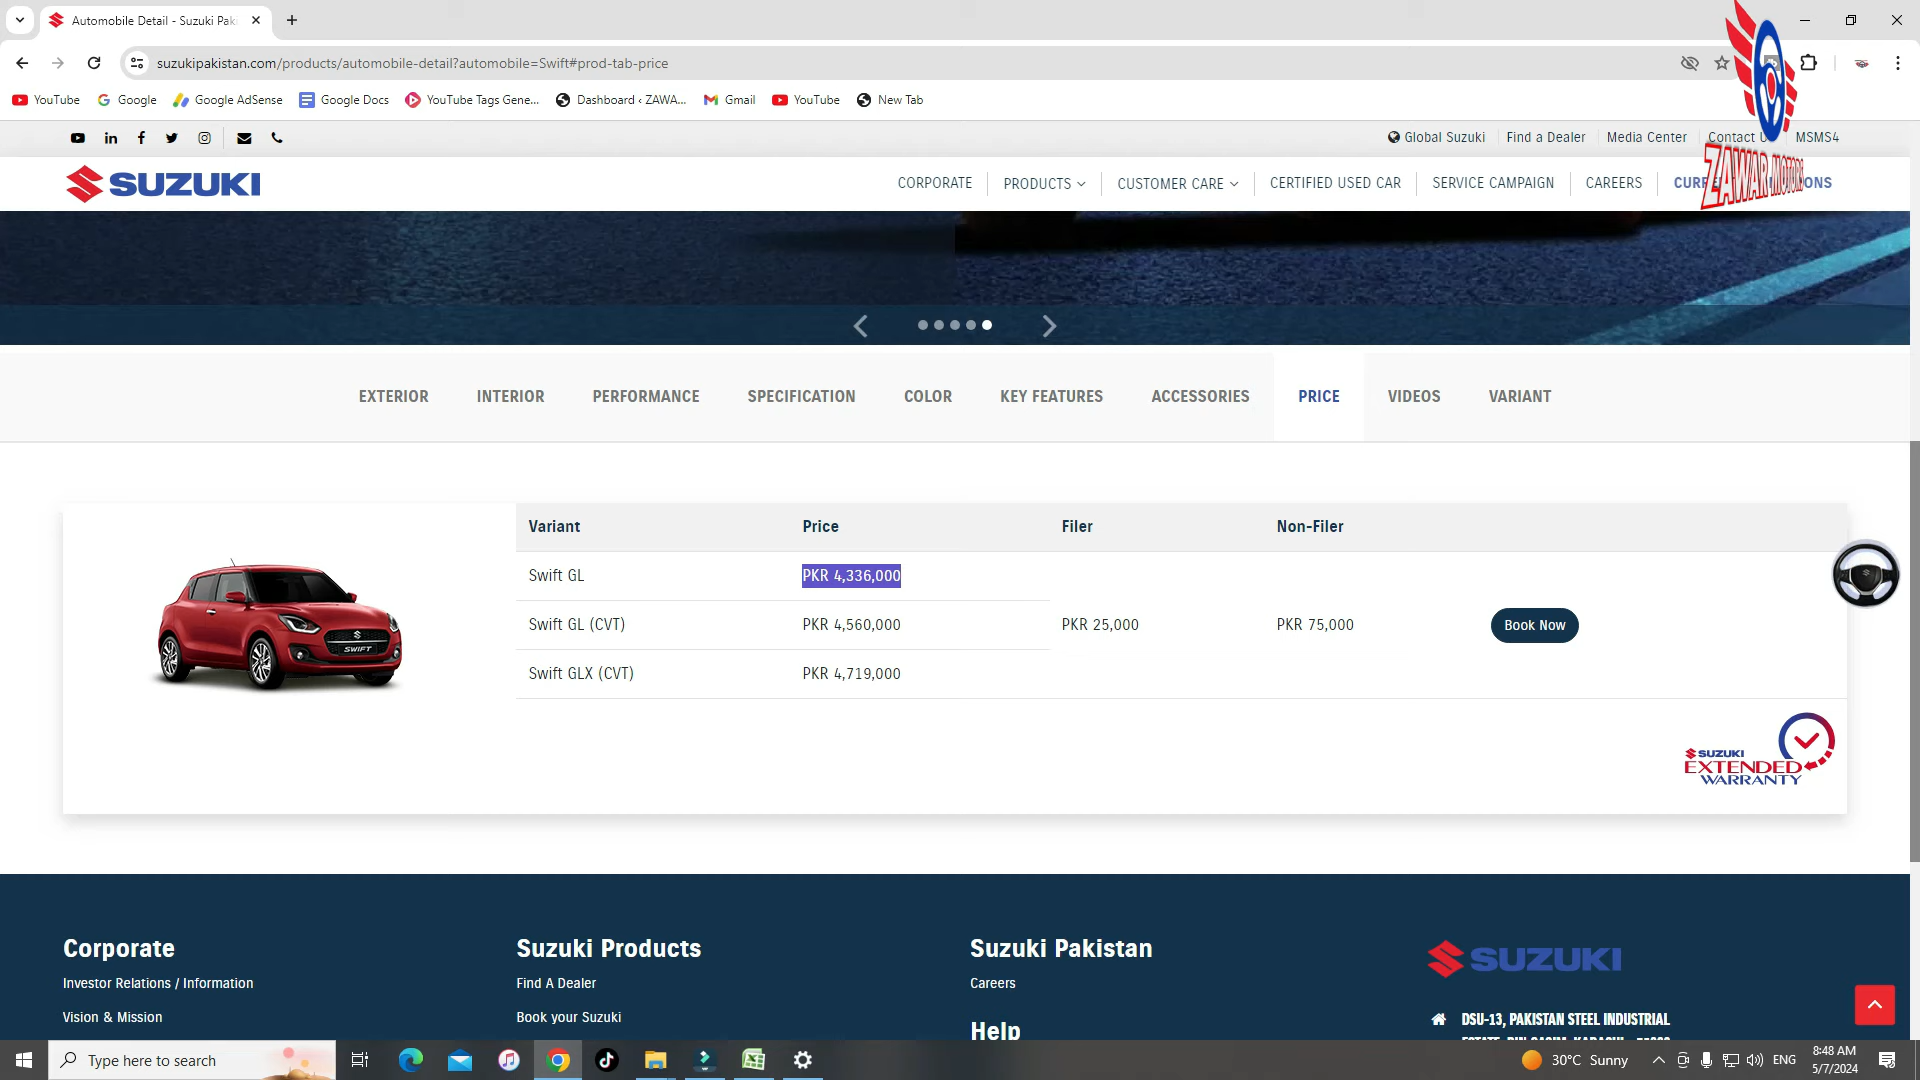 Automobile Detail - Suzuki Pak
suzukipakistan.com/products/automobile-detail?automobile=Swift#prod-tab-price
YouTube
Google
Google AdSense
Google Docs
YouTube Tags Gene...
Dashboard ‹ ZAWA...
Gmail
YouTube
New Tab
Global Suzuki
Find a Dealer
Media Center
Contact
MSMS4
SUZUKI
CORPORATE
PRODUCTS
CUSTOMER CARE
CERTIFIED USED CAR
SERVICE CAMPAIGN
CAREERS
ZAWAR MOTORS
EXTERIOR
INTERIOR
PERFORMANCE
SPECIFICATION
COLOR
KEY FEATURES
ACCESSORIES
PRICE
VIDEOS
VARIANT
Variant Price Filer Non-Filer
Swift GL PKR 4,336,000
Swift GL (CVT) PKR 4,560,000 PKR 25,000 PKR 75,000 Book Now
Swift GLX (CVT) PKR 4,719,000
SWIFT
SUZUKI
EXTENDED
WARRANTY
Corporate
Investor Relations / Information
Vision & Mission
Suzuki Products
Find A Dealer
Book your Suzuki
Suzuki Pakistan
Careers
Help
SUZUKI
DSU-13, PAKISTAN STEEL INDUSTRIAL
Type here to search
30°C Sunny
ENG
8:48 AM
5/7/2024